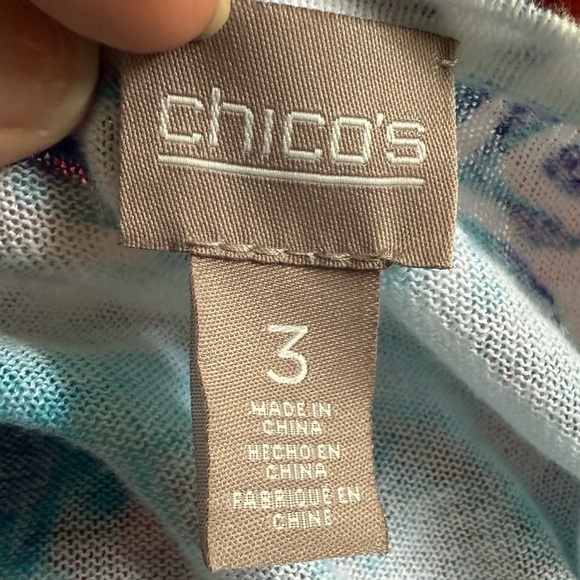 chico's
3
MADE IN
CHINA
HECHO EN
CHINA
FABRIQUE EN
CHINE